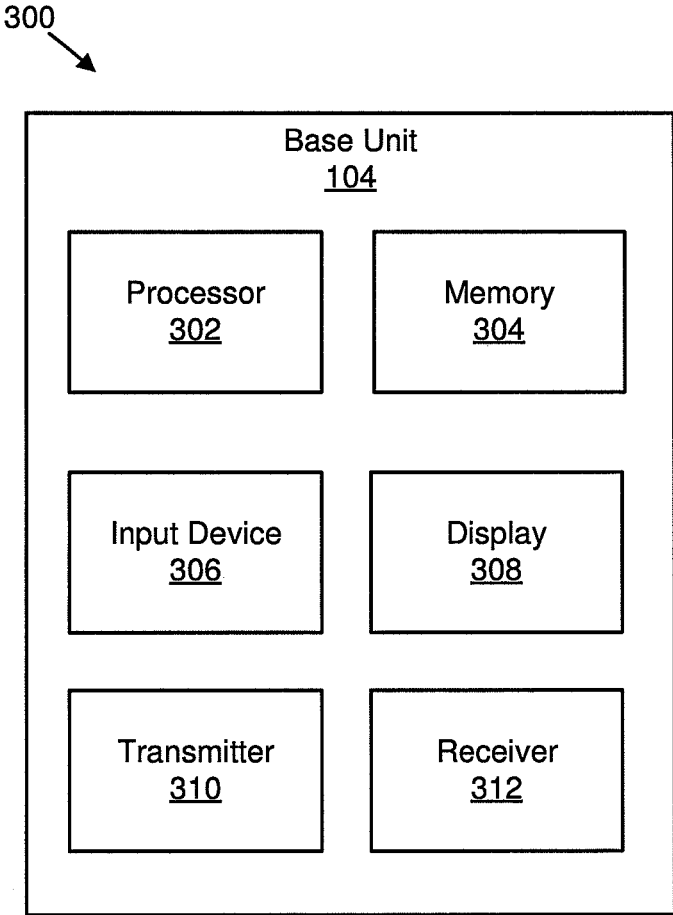 300
Base Unit
104
Processor
302
Memory
304
Input Device
306
Display
308
Transmitter
310
Receiver
312